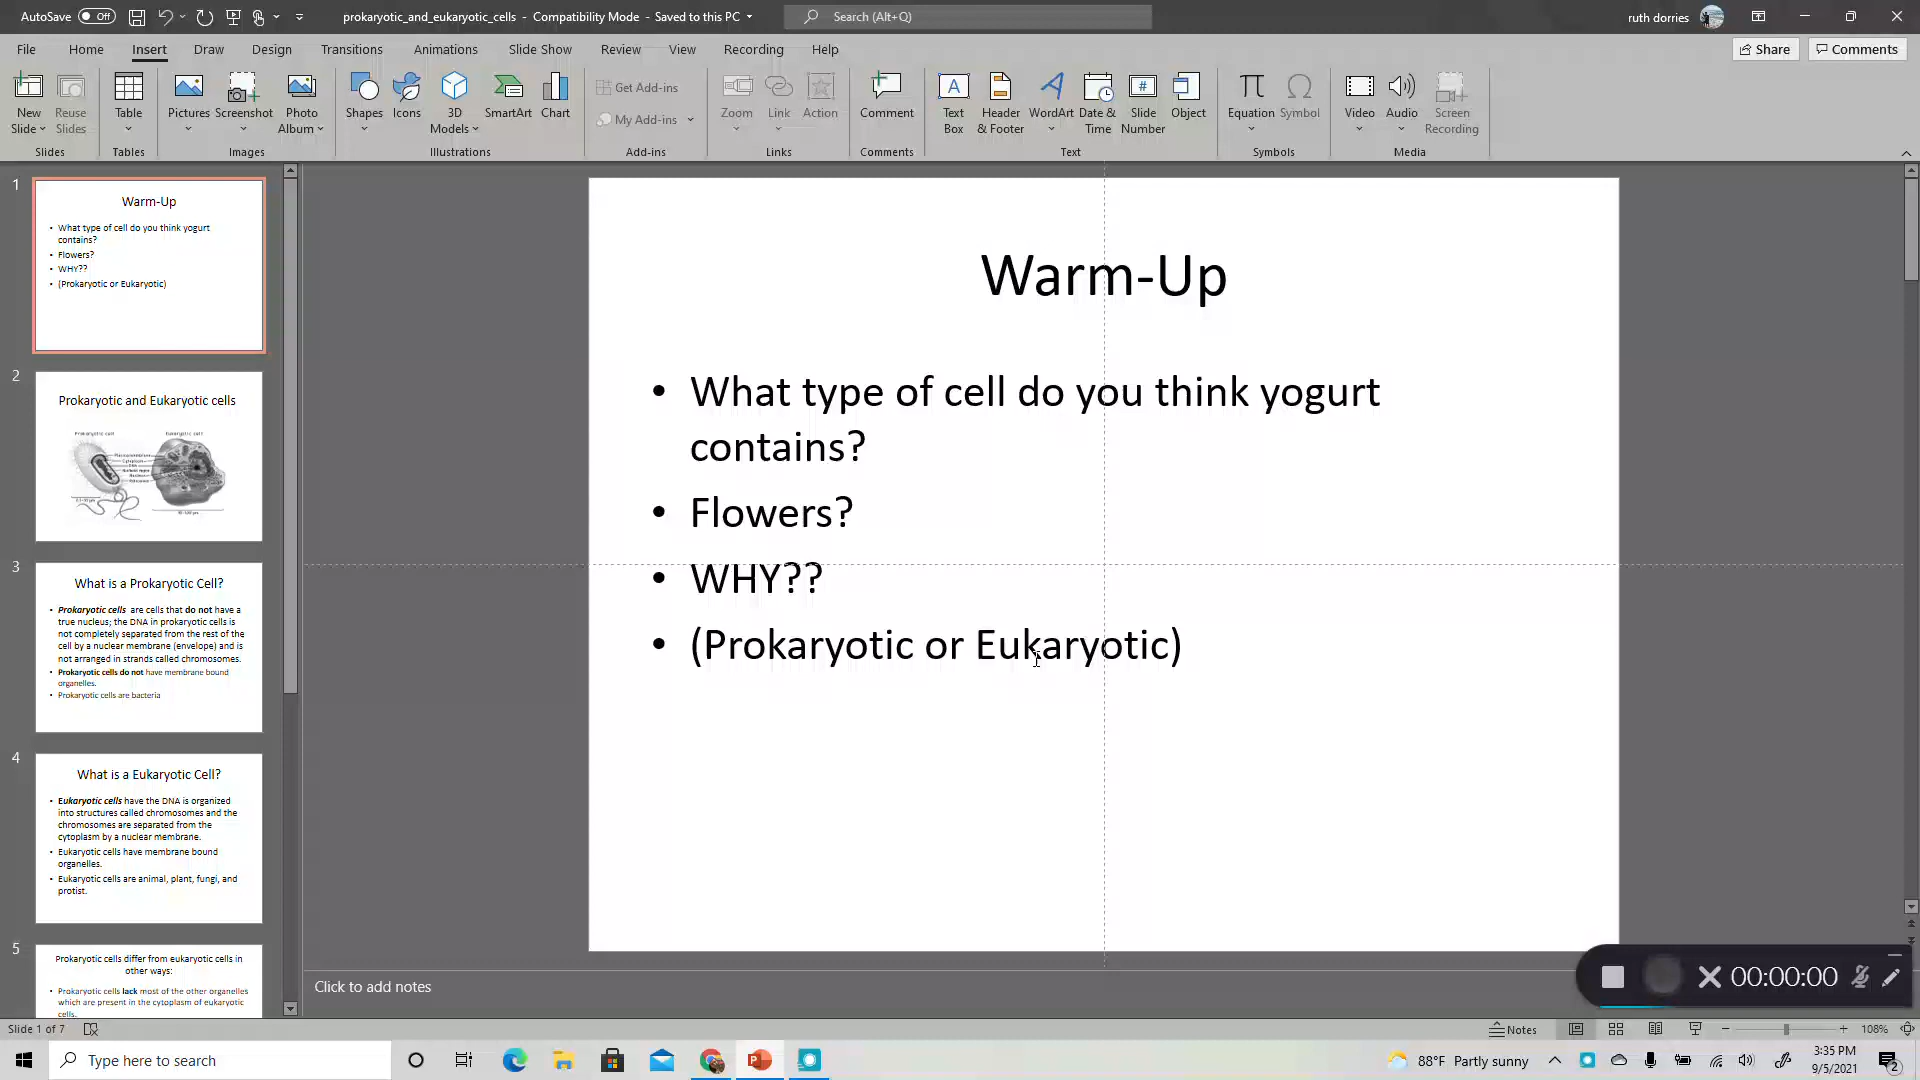 AutoSave Off
prokaryotic_and_eukaryotic_cells - Compatibility Mode - Saved to this PC
Search (Alt+Q)
ruth dorries
File Home Insert Draw Design Transitions Animations Slide Show Review View Recording Help
Share Comments
New Slide
Reuse Slides
Table
Pictures
Screenshot
Photo Album
Shapes
Icons
3D Models
SmartArt
Chart
Get Add-ins
My Add-ins
Zoom
Link
Action
Comment
Text Box
Header & Footer
WordArt
Date & Time
Slide Number
Object
Equation
Symbol
Video
Audio
Screen Recording
Slides Tables Images Illustrations Add-ins Links Comments Text Symbols Media
1
Warm-Up
• What type of cell do you think yogurt
contains?
• Flowers?
• WHY??
• (Prokaryotic or Eukaryotic)
2
Prokaryotic and Eukaryotic cells
Prokaryotic cell Eukaryotic cell
3
What is a Prokaryotic Cell?
• Prokaryotic cells are cells that do not have a
true nucleus; the DNA in prokaryotic cells is
not completely separated from the rest of the
cell by a nuclear membrane (envelope) and is
not arranged in strands called chromosomes.
• Prokaryotic cells do not have membrane bound
organelles.
• Prokaryotic cells are bacteria
4
What is a Eukaryotic Cell?
• Eukaryotic cells have the DNA is organized
into structures called chromosomes and the
chromosomes are separated from the
cytoplasm by a nuclear membrane.
• Eukaryotic cells have membrane bound
organelles.
• Eukaryotic cells are animal, plant, fungi, and
protist.
5
Prokaryotic cells differ from eukaryotic cells in
other ways:
• Prokaryotic cells lack most of the other organelles
which are present in the cytoplasm of eukaryotic
cells.
Warm-Up
• What type of cell do you think yogurt
contains?
• Flowers?
• WHY??
• (Prokaryotic or Eukaryotic)
Click to add notes
00:00:00
Slide 1 of 7
Notes
108%
Type here to search
88°F Partly sunny
3:35 PM
9/5/2021
2